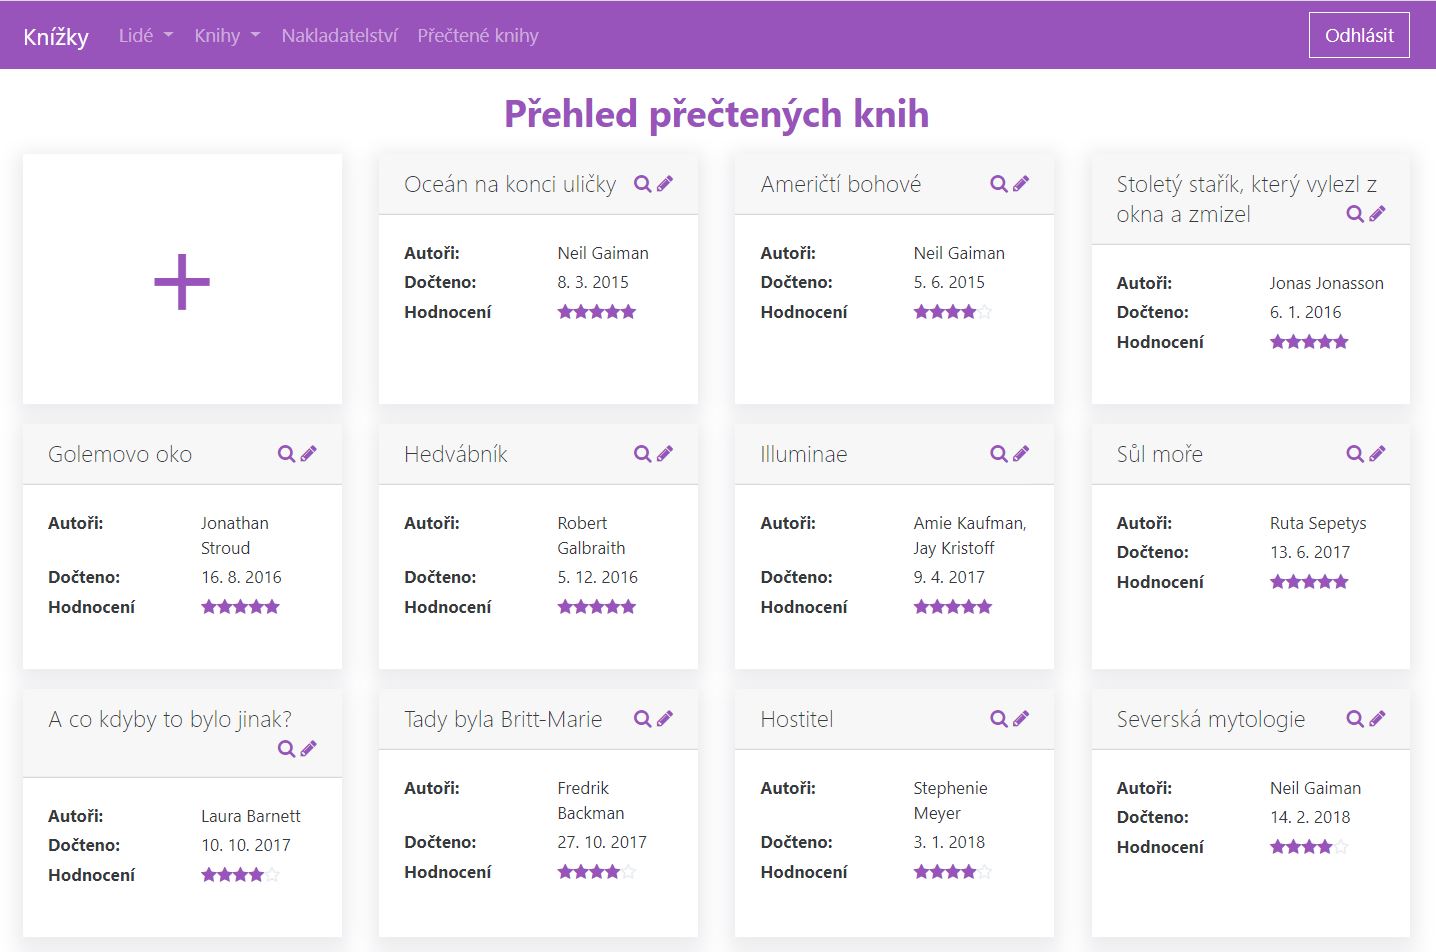 Knížky Lidé Knihy Nakladatelství Přečtené knihy Odhlásit
Přehled přečtených knih
+
Oceán na konci uličky
Autoři: Neil Gaiman
Dočteno: 8. 3. 2015
Hodnocení
Američtí bohové
Autoři: Neil Gaiman
Dočteno: 5. 6. 2015
Hodnocení
Stoletý stařík, který vylezl z
okna a zmizel
Autoři: Jonas Jonasson
Dočteno: 6. 1. 2016
Hodnocení
Golemovo oko
Autoři: Jonathan
Stroud
Dočteno: 16. 8. 2016
Hodnocení
Hedvábník
Autoři: Robert
Galbraith
Dočteno: 5. 12. 2016
Hodnocení
Illuminae
Autoři: Amie Kaufman,
Jay Kristoff
Dočteno: 9. 4. 2017
Hodnocení
Sůl moře
Autoři: Ruta Sepetys
Dočteno: 13. 6. 2017
Hodnocení
A co kdyby to bylo jinak?
Autoři: Laura Barnett
Dočteno: 10. 10. 2017
Hodnocení
Tady byla Britt-Marie
Autoři: Fredrik
Backman
Dočteno: 27. 10. 2017
Hodnocení
Hostitel
Autoři: Stephenie
Meyer
Dočteno: 3. 1. 2018
Hodnocení
Severská mytologie
Autoři: Neil Gaiman
Dočteno: 14. 2. 2018
Hodnocení